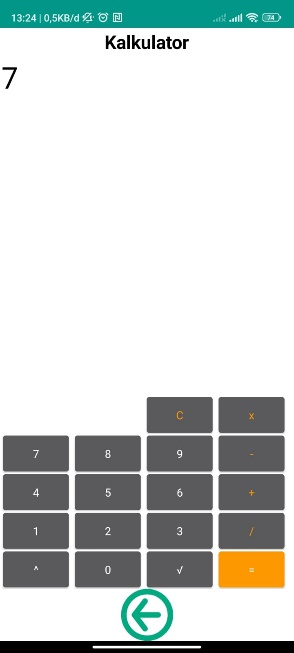 13:24 | 0,5KB/d
74
Kalkulator
7
C x
7 8 9 -
4 5 6 +
1 2 3 /
^ 0 √ =